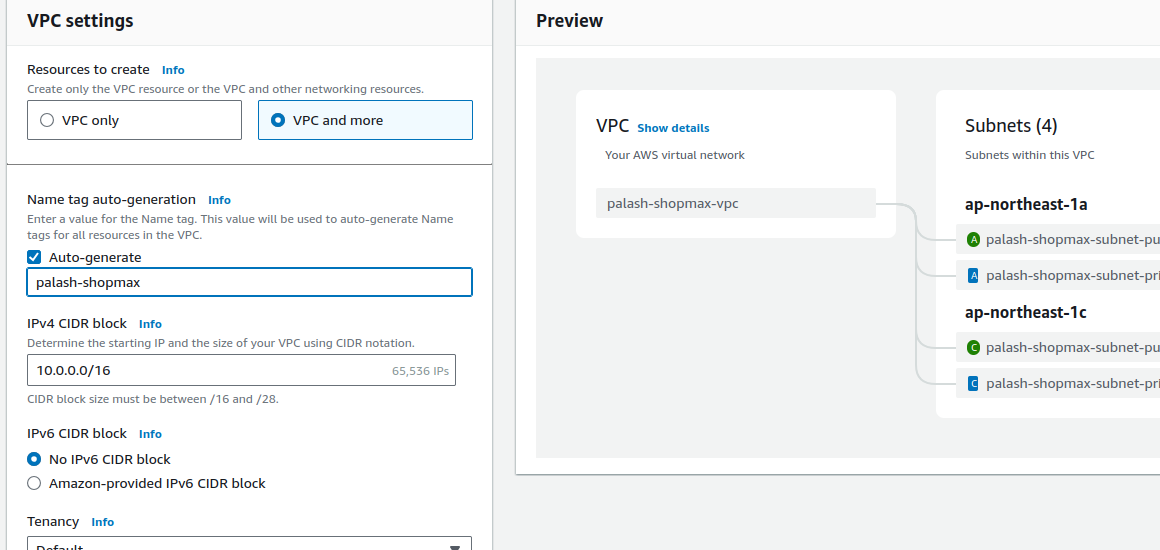 VPC settings
Resources to create Info
Create only the VPC resource or the VPC and other networking resources.
VPC only
VPC and more
Name tag auto-generation Info
Enter a value for the Name tag. This value will be used to auto-generate Name
tags for all resources in the VPC.
Auto-generate
palash-shopmax
IPv4 CIDR block Info
Determine the starting IP and the size of your VPC using CIDR notation.
10.0.0.0/16 65,536 IPs
CIDR block size must be between /16 and /28.
IPv6 CIDR block Info
No IPv6 CIDR block
Amazon-provided IPv6 CIDR block
Tenancy Info
Default
Preview
VPC Show details
Your AWS virtual network
palash-shopmax-vpc
Subnets (4)
Subnets within this VPC
ap-northeast-1a
A palash-shopmax-subnet-pu
A palash-shopmax-subnet-pri
ap-northeast-1c
C palash-shopmax-subnet-pu
C palash-shopmax-subnet-pri